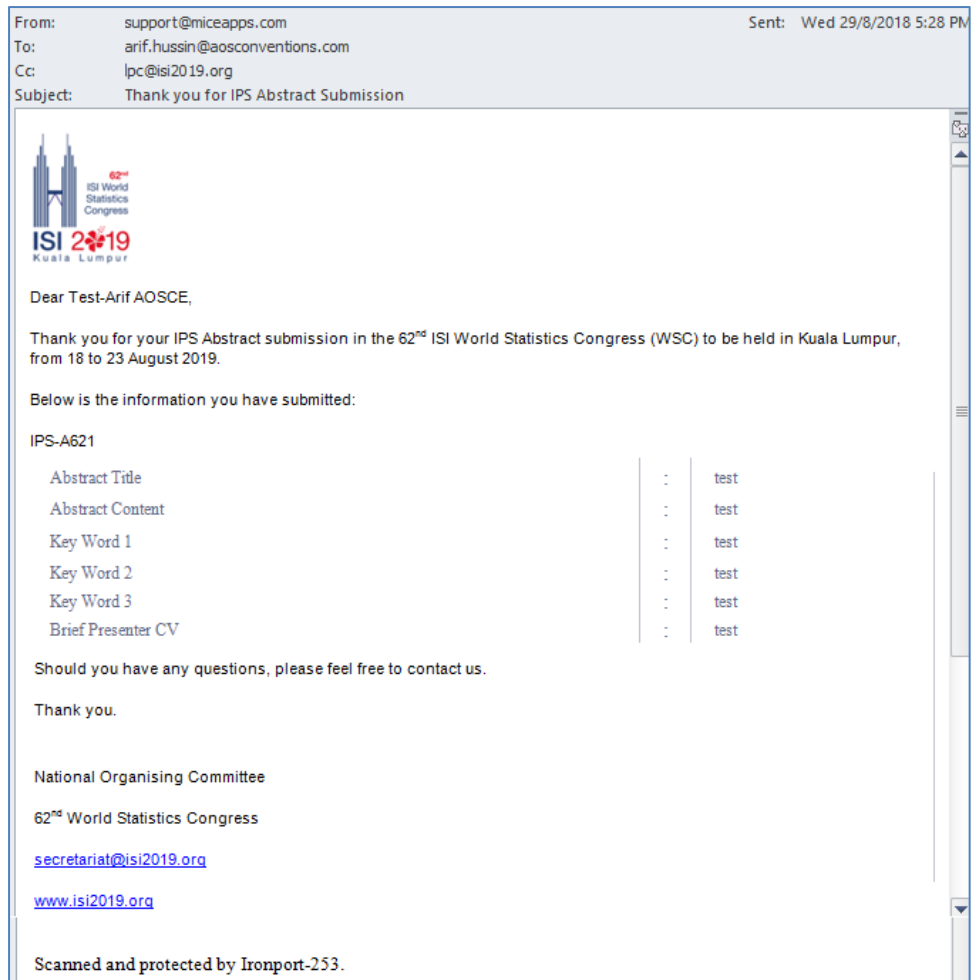 From: support@miceapps.com Sent: Wed 29/8/2018 5:28 PM
To: arif.hussin@aosconventions.com
Cc: lpc@isi2019.org
Subject: Thank you for IPS Abstract Submission
62nd
ISI World
Statistics
Congress
ISI 2019
Kuala Lumpur
Dear Test-Arif AOSCE,
Thank you for your IPS Abstract submission in the 62nd ISI World Statistics Congress (WSC) to be held in Kuala Lumpur,
from 18 to 23 August 2019.
Below is the information you have submitted:
IPS-A621
Abstract Title : test
Abstract Content : test
Key Word 1 : test
Key Word 2 : test
Key Word 3 : test
Brief Presenter CV : test
Should you have any questions, please feel free to contact us.
Thank you.
National Organising Committee
62nd World Statistics Congress
secretariat@isi2019.org
www.isi2019.org
Scanned and protected by Ironport-253.